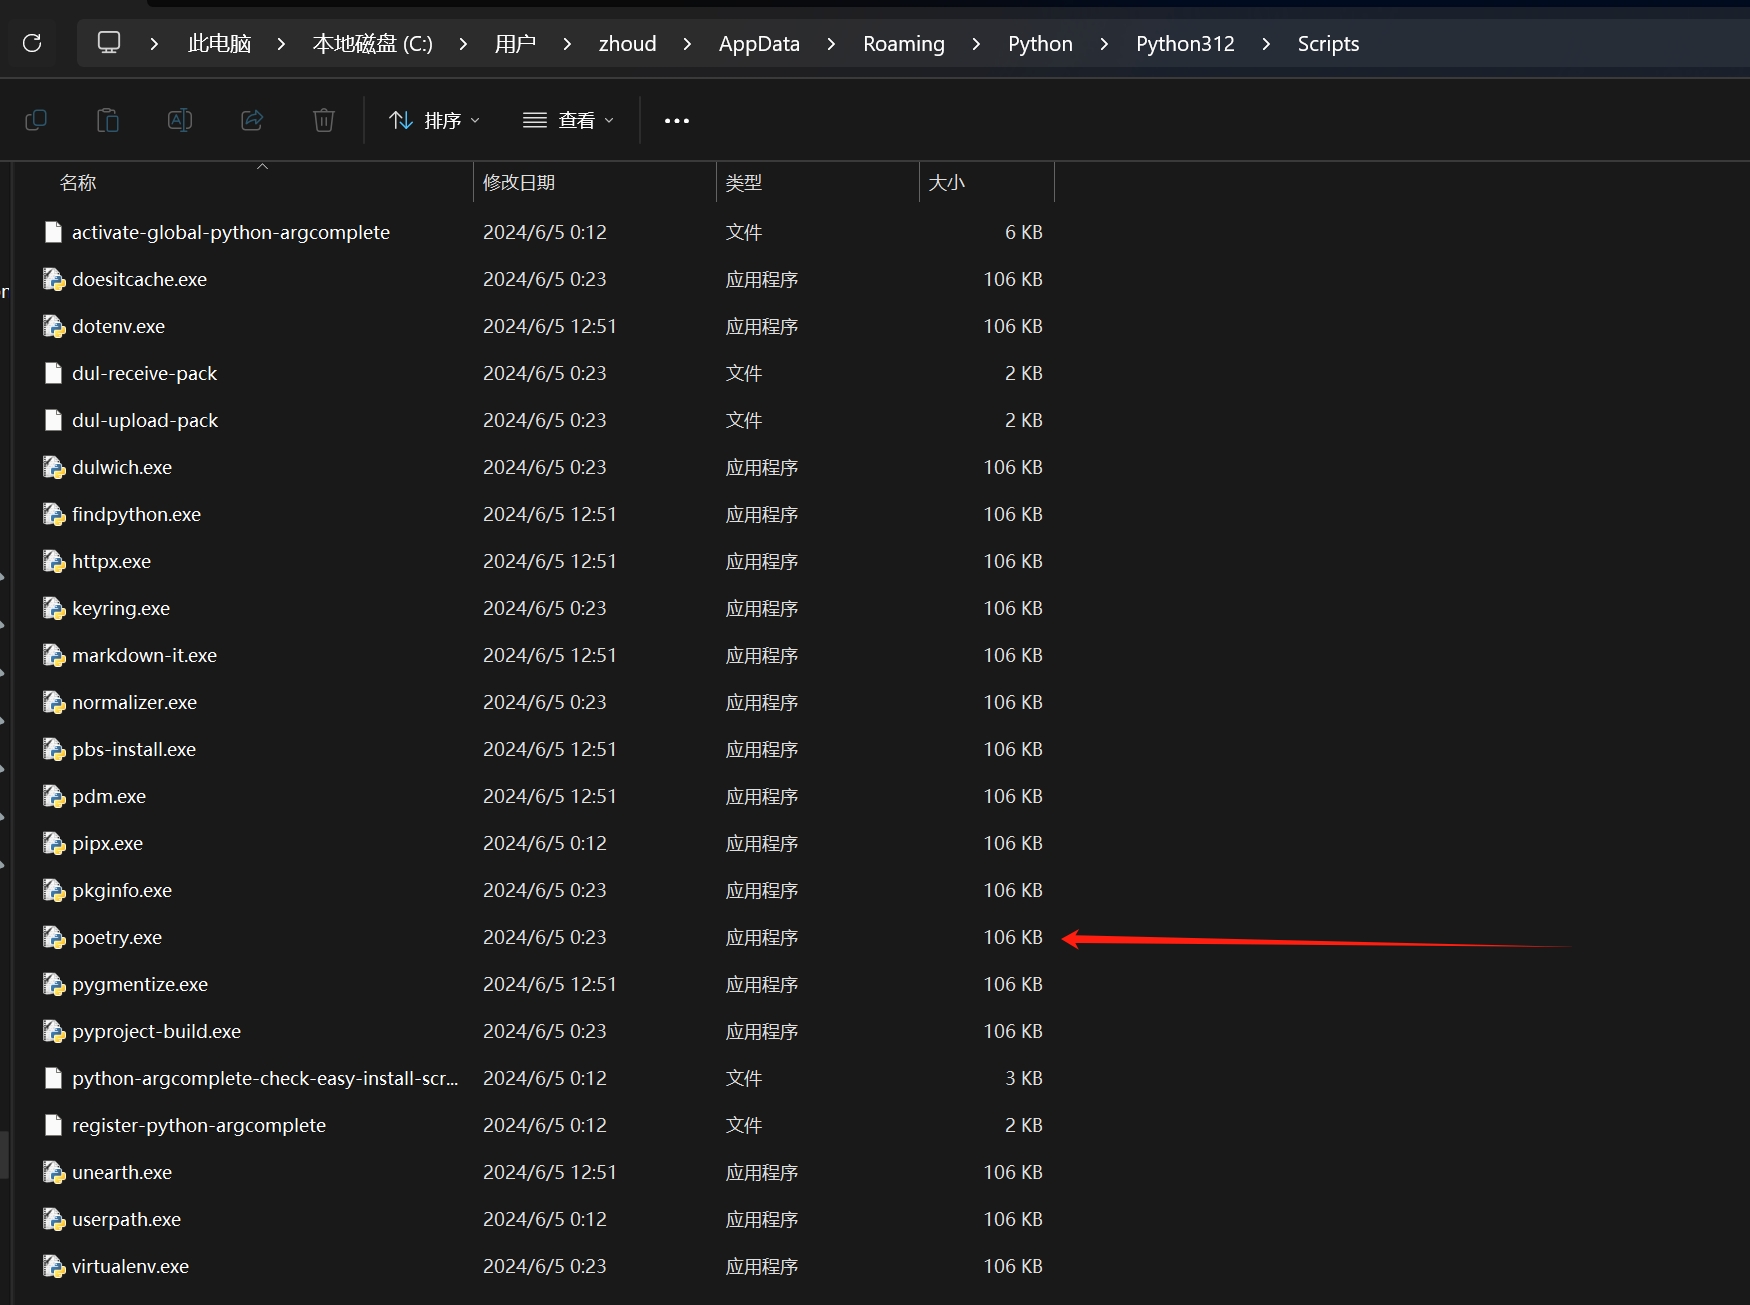 此电脑 > 本地磁盘 (C:) > 用户 > zhoud > AppData > Roaming > Python > Python312 > Scripts
排序 查看
名称 修改日期 类型 大小
activate-global-python-argcomplete 2024/6/5 0:12 文件 6 KB
doesitcache.exe 2024/6/5 0:23 应用程序 106 KB
dotenv.exe 2024/6/5 12:51 应用程序 106 KB
dul-receive-pack 2024/6/5 0:23 文件 2 KB
dul-upload-pack 2024/6/5 0:23 文件 2 KB
dulwich.exe 2024/6/5 0:23 应用程序 106 KB
findpython.exe 2024/6/5 12:51 应用程序 106 KB
httpx.exe 2024/6/5 12:51 应用程序 106 KB
keyring.exe 2024/6/5 0:23 应用程序 106 KB
markdown-it.exe 2024/6/5 12:51 应用程序 106 KB
normalizer.exe 2024/6/5 0:23 应用程序 106 KB
pbs-install.exe 2024/6/5 12:51 应用程序 106 KB
pdm.exe 2024/6/5 12:51 应用程序 106 KB
pipx.exe 2024/6/5 0:12 应用程序 106 KB
pkginfo.exe 2024/6/5 0:23 应用程序 106 KB
poetry.exe 2024/6/5 0:23 应用程序 106 KB
pygmentize.exe 2024/6/5 12:51 应用程序 106 KB
pyproject-build.exe 2024/6/5 0:23 应用程序 106 KB
python-argcomplete-check-easy-install-scr... 2024/6/5 0:12 文件 3 KB
register-python-argcomplete 2024/6/5 0:12 文件 2 KB
unearth.exe 2024/6/5 12:51 应用程序 106 KB
userpath.exe 2024/6/5 0:12 应用程序 106 KB
virtualenv.exe 2024/6/5 0:23 应用程序 106 KB